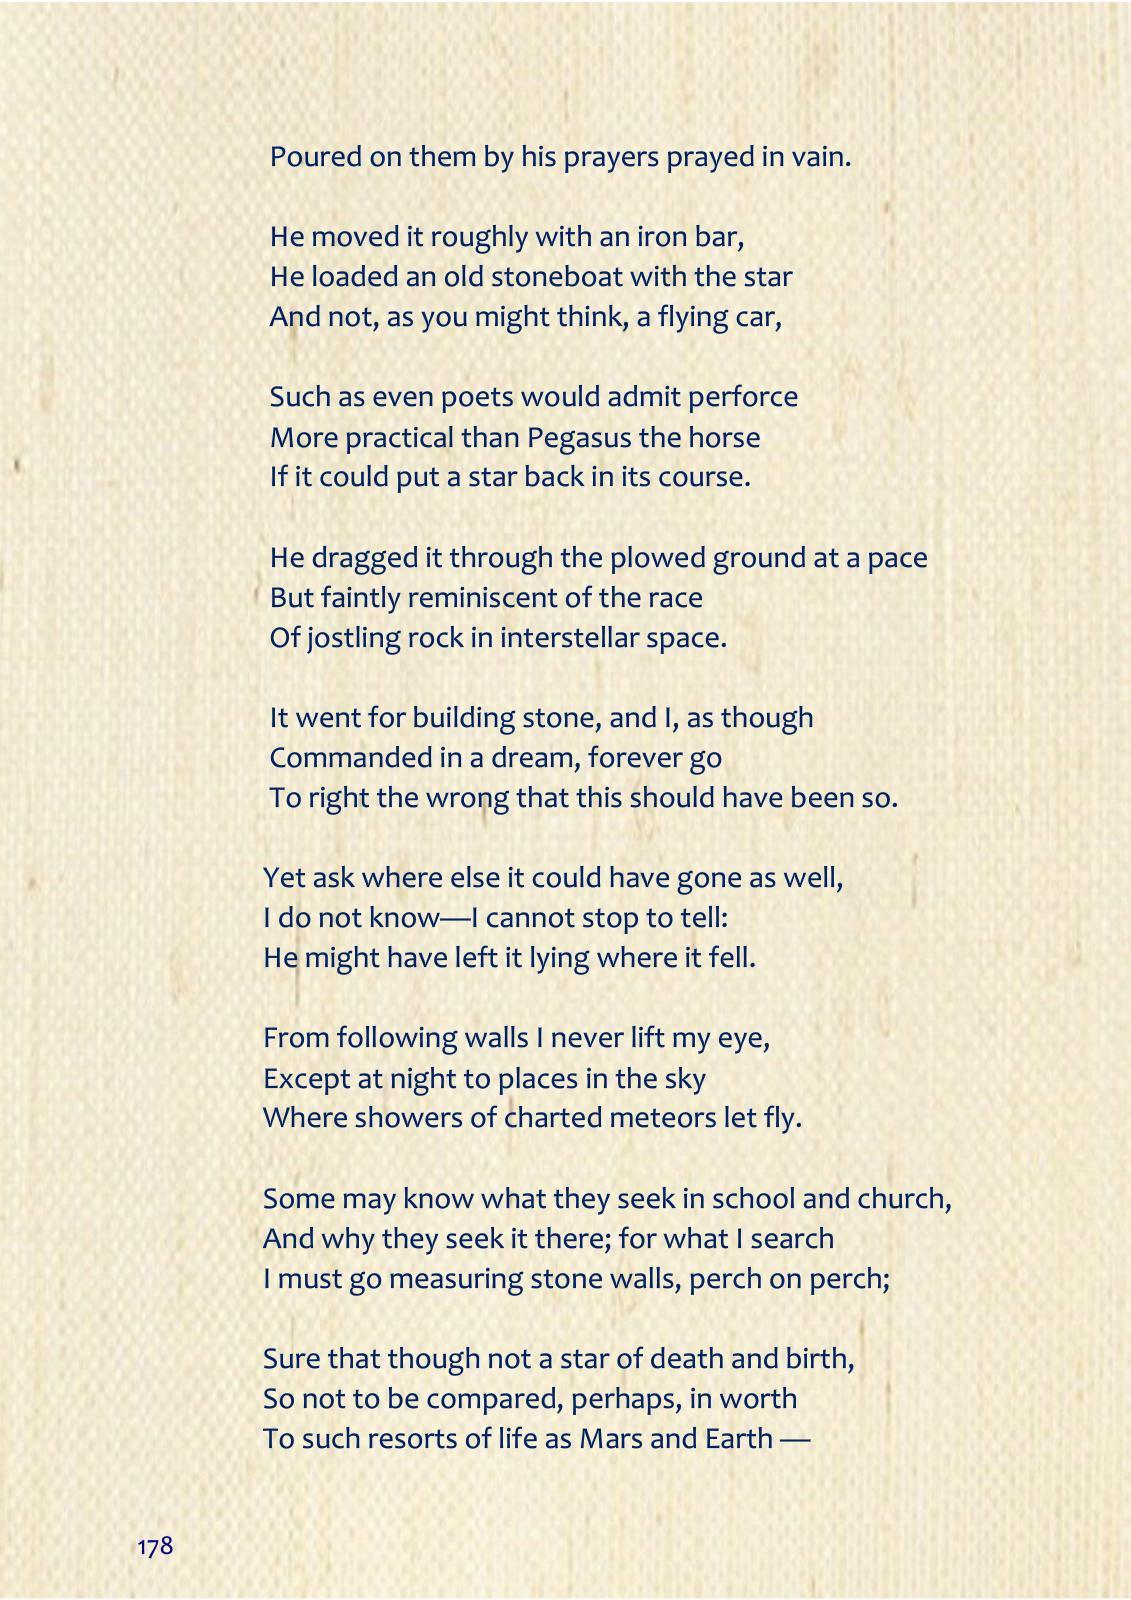 Poured on them by his prayers prayed in vain.
He moved it roughly with an iron bar,
He loaded an old stoneboat with the star
And not, as you might think, a flying car,
Such as even poets would admit perforce
More practical than Pegasus the horse
If it could put a star back in its course.
He dragged it through the plowed ground at a pace
But faintly reminiscent of the race
Of jostling rock in interstellar space.
It went for building stone, and I, as though
Commanded in a dream, forever go
To right the wrong that this should have been so.
Yet ask where else it could have gone as well,
I do not know—I cannot stop to tell:
He might have left it lying where it fell.
From following walls I never lift my eye,
Except at night to places in the sky
Where showers of charted meteors let fly.
Some may know what they seek in school and church,
And why they seek it there; for what I search
I must go measuring stone walls, perch on perch;
Sure that though not a star of death and birth,
So not to be compared, perhaps, in worth
To such resorts of life as Mars and Earth —
178